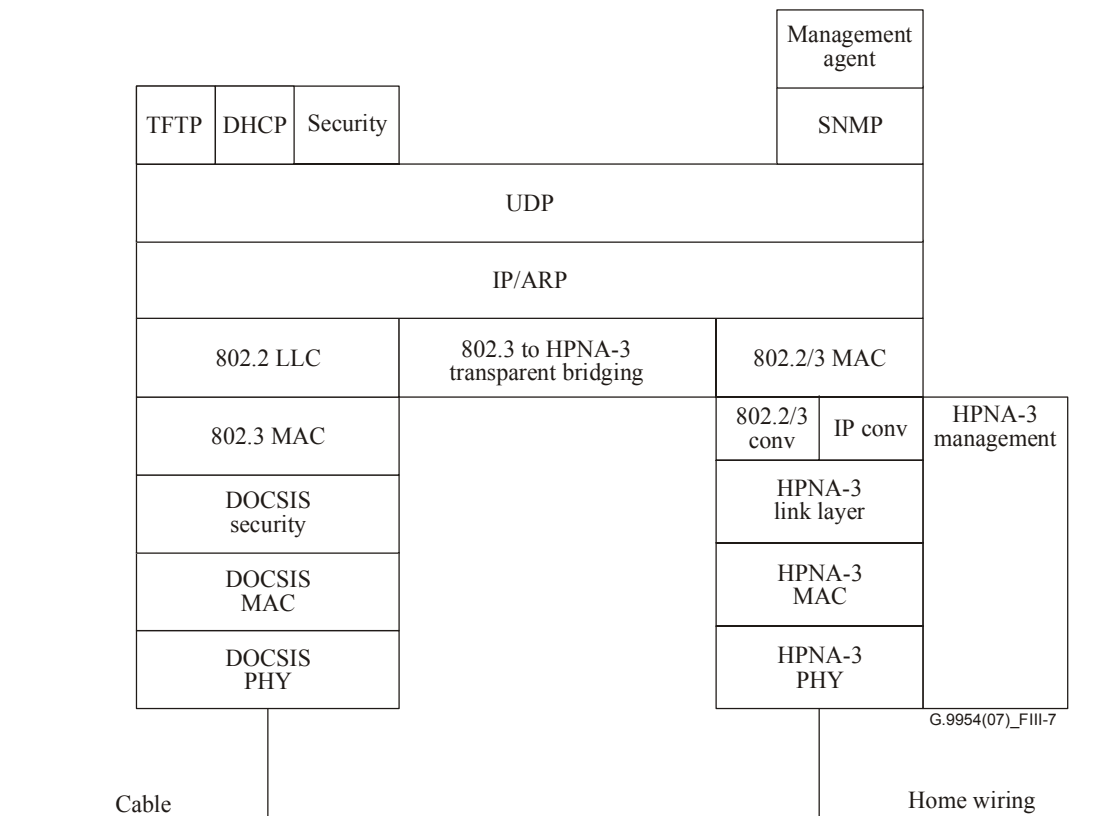 Management
agent
TFTP DHCP Security
SNMP
UDP
IP/ARP
802.2 LLC
802.3 to HPNA-3
transparent bridging
802.2/3 MAC
802.3 MAC
802.2/3
conv
IP conv
HPNA-3
management
DOCSIS
security
HPNA-3
link layer
DOCSIS
MAC
HPNA-3
MAC
DOCSIS
PHY
HPNA-3
PHY
G.9954(07)_FIII-7
Cable
Home wiring